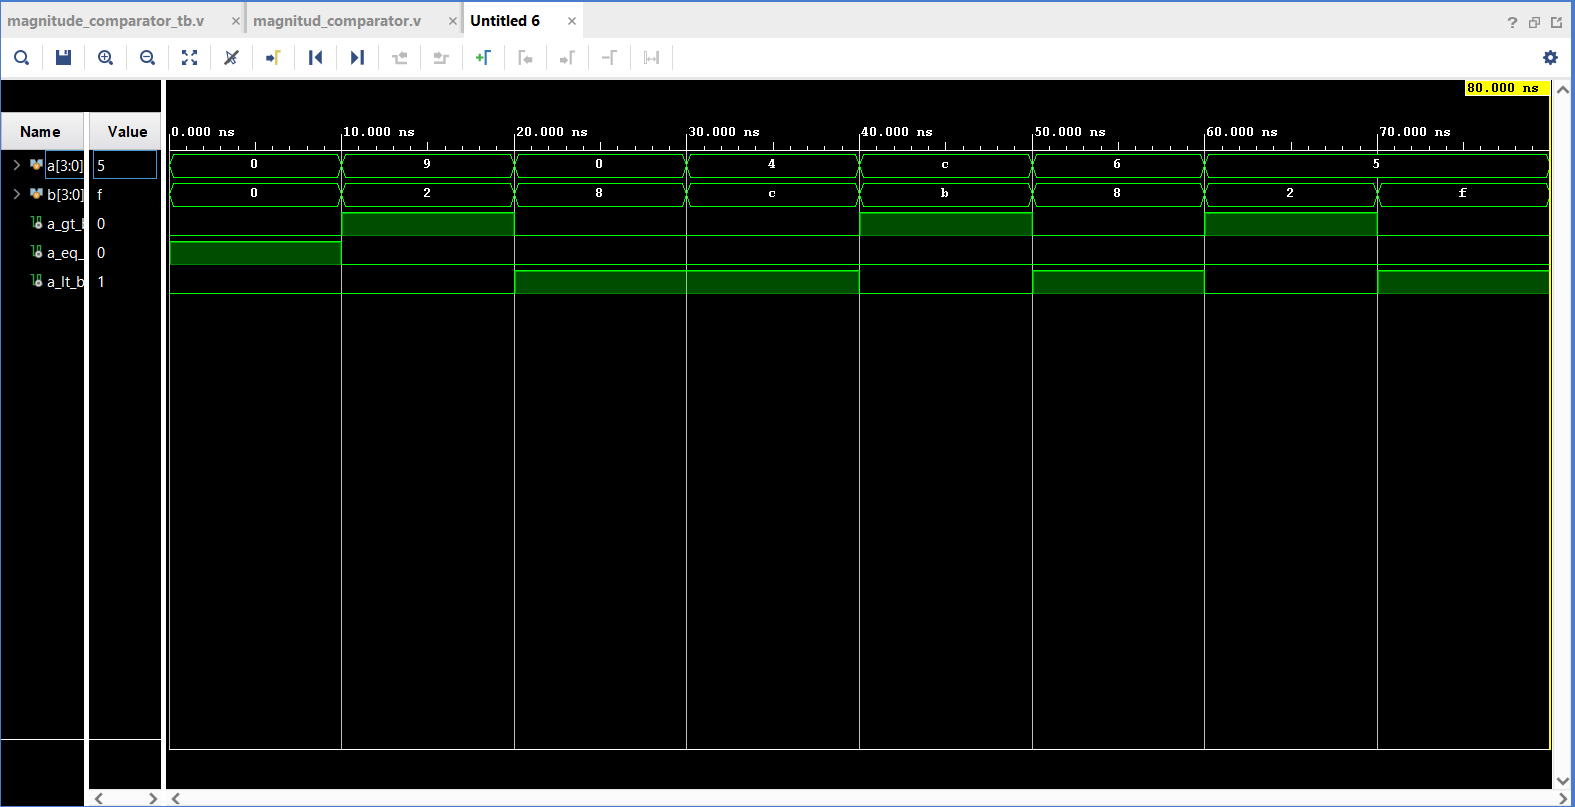 magnitude_comparator_tb.v
magnitud_comparator.v
Untitled 6
80.000 ns
Name
Value
0.000 ns
10.000 ns
20.000 ns
30.000 ns
40.000 ns
50.000 ns
60.000 ns
70.000 ns
a[3:0]
5
0
9
0
4
c
6
5
b[3:0]
f
0
2
8
c
b
8
2
f
a_gt_b
0
a_eq_
0
a_lt_b
1